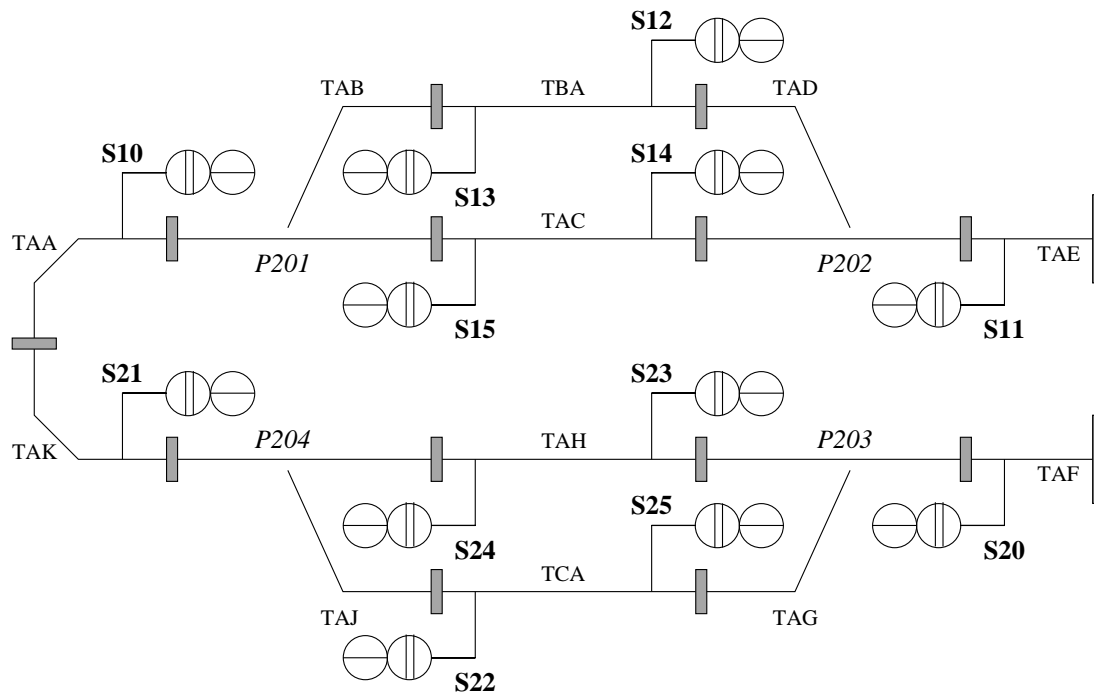 S12
TAB
TBA
TAD
S10
S14
S13
TAA
TAC
P201
P202
TAE
S15
S11
S21
S23
P204
P203
TAK
TAH
TAF
S25
S24
S20
TCA
TAJ
TAG
S22